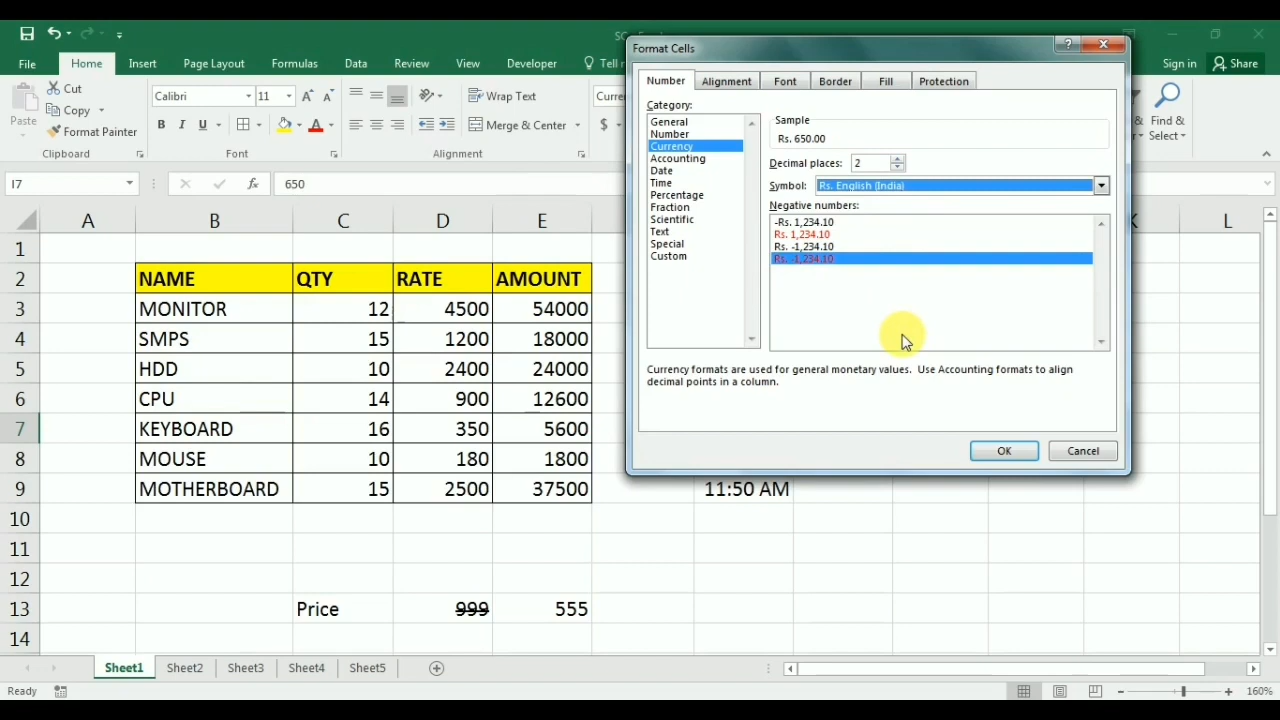 Format Cells
File Home Insert Page Layout Formulas Data Review View Developer Sign in Share
Cut
Copy
Format Painter
Paste
Clipboard
Calibri 11
B I U
Font
Wrap Text
Merge & Center
Alignment
$
Find &
Select
Number Alignment Font Border Fill Protection
Category:
General
Number
Currency
Accounting
Date
Time
Percentage
Fraction
Scientific
Text
Special
Custom
Sample
Rs. 650.00
Decimal places: 2
Symbol: Rs. English (India)
Negative numbers:
-Rs. 1,234.10
Rs. 1,234.10
Rs. -1,234.10
Rs. -1,234.10
Currency formats are used for general monetary values. Use Accounting formats to align
decimal points in a column.
OK Cancel
I7 fx 650
A B C D E L
1
2 NAME QTY RATE AMOUNT
3 MONITOR 12 4500 54000
4 SMPS 15 1200 18000
5 HDD 10 2400 24000
6 CPU 14 900 12600
7 KEYBOARD 16 350 5600
8 MOUSE 10 180 1800
9 MOTHERBOARD 15 2500 37500 11:50 AM
10
11
12
13 Price 999 555
14
Sheet1 Sheet2 Sheet3 Sheet4 Sheet5
Ready 160%